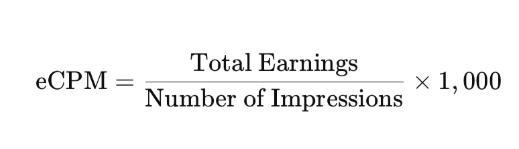 eCPM = Total Earnings / Number of Impressions × 1,000